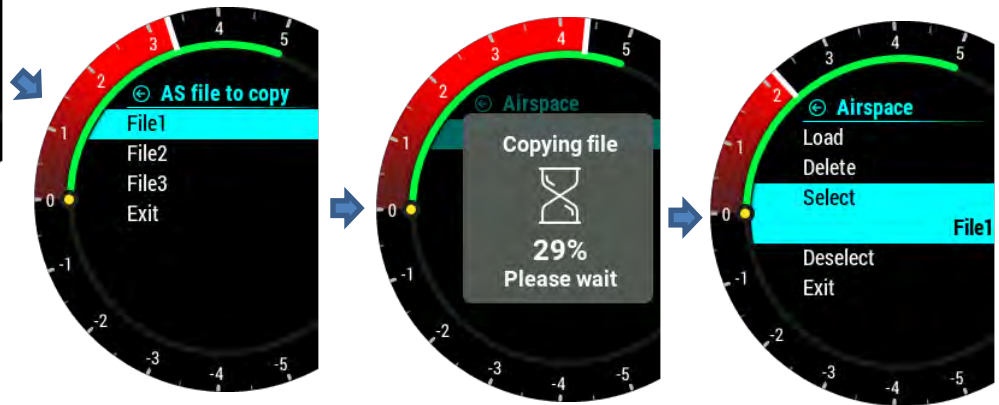 5
4
3
2
1
0
-1
-2
-3
-4
-5
AS file to copy
File1
File2
File3
Exit
5
4
3
2
1
0
-1
-2
-3
-4
-5
Airspace
Copying file
29%
Please wait
5
4
3
2
1
0
-1
-2
-3
-4
-5
Airspace
Load
Delete
Select
File1
Deselect
Exit